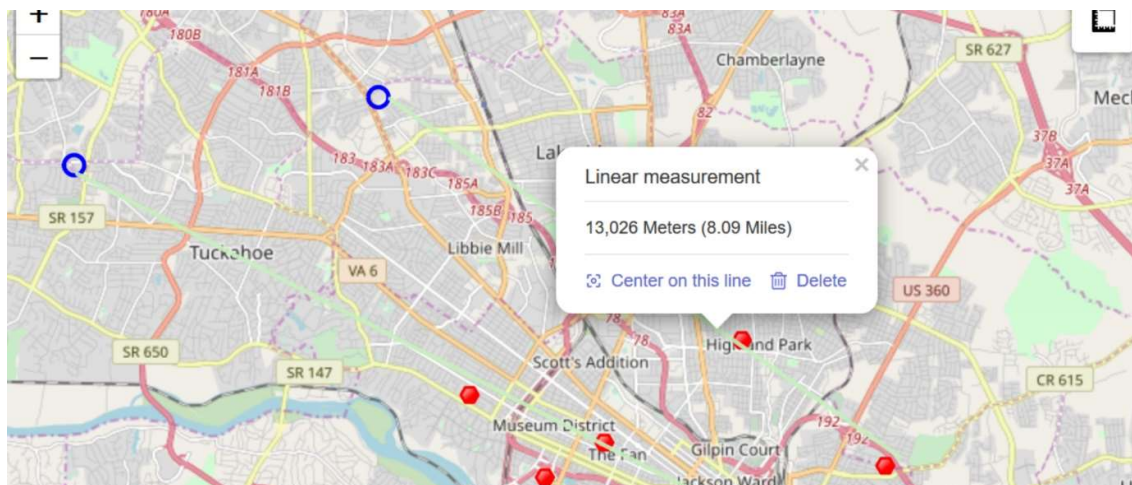 +
180A
180B
83A
Chamberlayne
SR 627
−
181A
181B
82
Mec
37B
37A
37A
183
183A
183C
185A
Lak
×
Linear measurement
185B
185
13,026 Meters (8.09 Miles)
SR 157
Tuckahoe
Libbie Mill
VA 6
Center on this line
Delete
US 360
78
78
Highland Park
SR 650
SR 147
Scott's Addition
CR 615
Museum District
192
192
The Fan
Gilpin Court
Jackson Ward